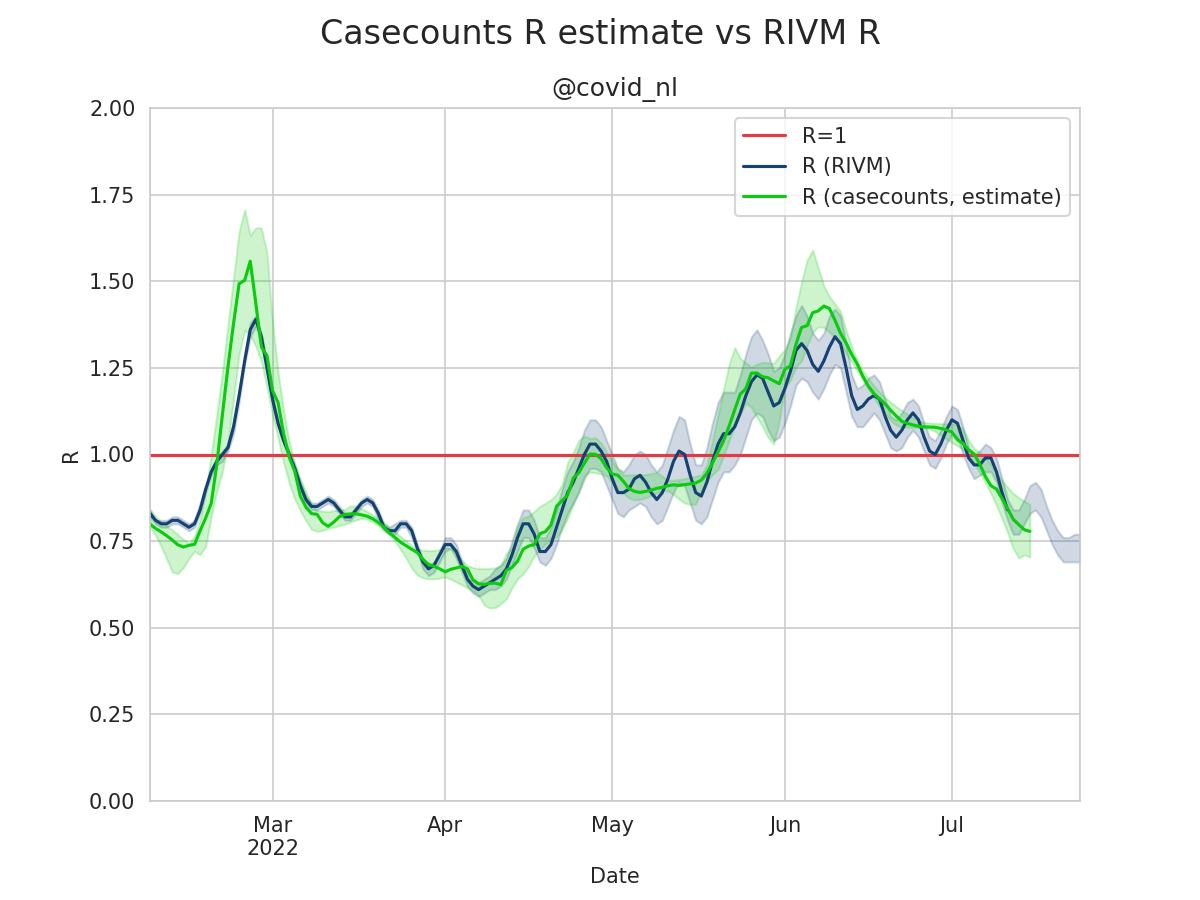 Casecounts R estimate vs RIVM R
@covid_nl
R=1
R (RIVM)
R (casecounts, estimate)
2.00
1.75
1.50
1.25
1.00
0.75
0.50
0.25
0.00
R
Mar
2022
Apr
May
Jun
Jul
Date